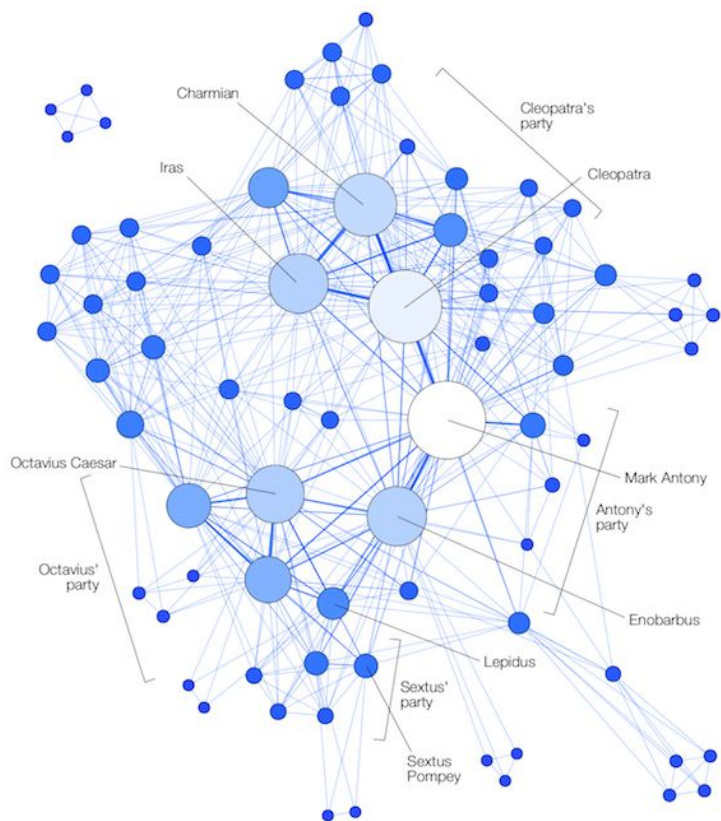 Charmian
Cleopatra's
party
Iras
Cleopatra
Octavius Caesar
Mark Antony
Antony's
party
Octavius'
party
Enobarbus
Lepidus
Sextus'
party
Sextus
Pompey